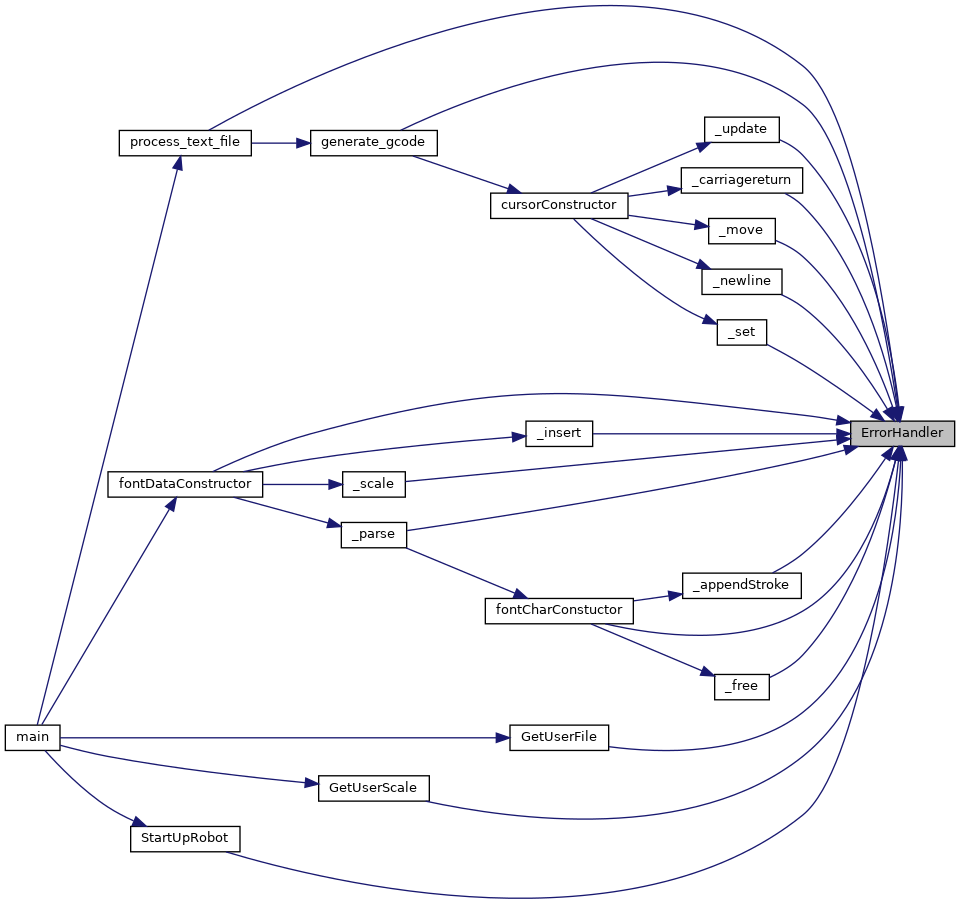 process_text_file
generate_gcode
_update
_carriagereturn
cursorConstructor
_move
_newline
_set
ErrorHandler
_insert
fontDataConstructor
_scale
_parse
_appendStroke
fontCharConstuctor
_free
main
GetUserFile
GetUserScale
StartUpRobot